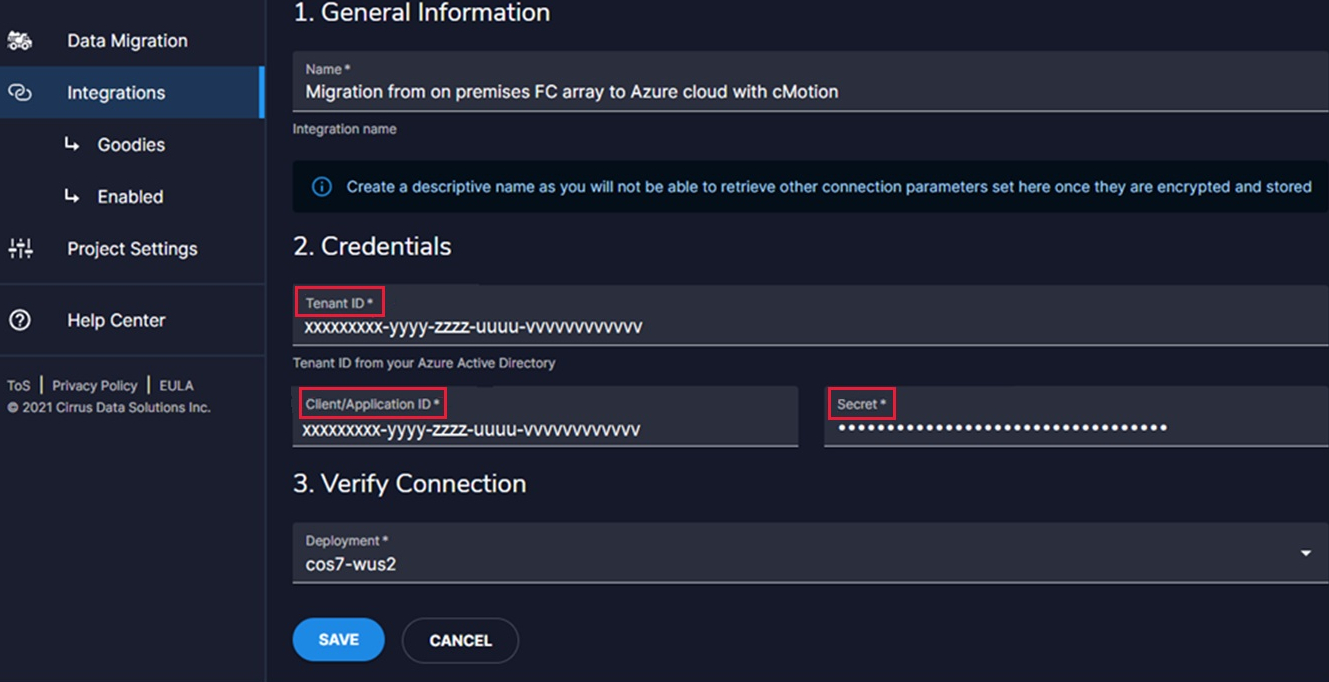 Data Migration
Integrations
Goodies
Enabled
Project Settings
Help Center
ToS | Privacy Policy | EULA
© 2021 Cirrus Data Solutions Inc.
1. General Information
Name*
Migration from on premises FC array to Azure cloud with cMotion
Integration name
Create a descriptive name as you will not be able to retrieve other connection parameters set here once they are encrypted and stored
2. Credentials
Tenant ID*
xxxxxxxxx-yyyy-zzzz-uuuu-vvvvvvvvvvvv
Tenant ID from your Azure Active Directory
Client/Application ID*
xxxxxxxxx-yyyy-zzzz-uuuu-vvvvvvvvvvvv
Secret*
••••••••••••••••••••••••••••••••••
3. Verify Connection
Deployment*
cos7-wus2
SAVE
CANCEL